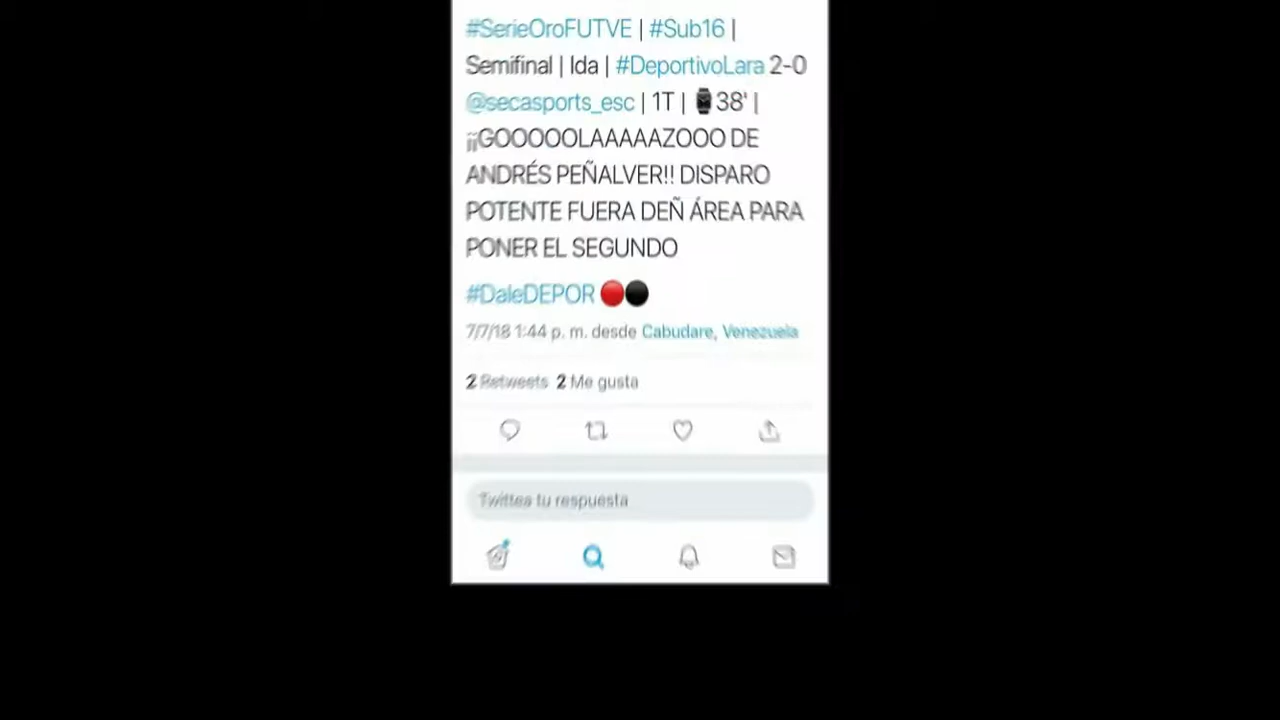 #SerieOroFUTVE | #Sub16 |
Semifinal | Ida | #DeportivoLara 2-0
@secasports_esc | 1T | ⌚38' |
¡¡GOOOOOLAAAAAZOOO DE
ANDRÉS PEÑALVER!! DISPARO
POTENTE FUERA DEÑ ÁREA PARA
PONER EL SEGUNDO
#DaleDEPOR 🔴⚫
7/7/18 1:44 p. m. desde Cabudare, Venezuela
2 Retweets 2 Me gusta
Twittea tu respuesta